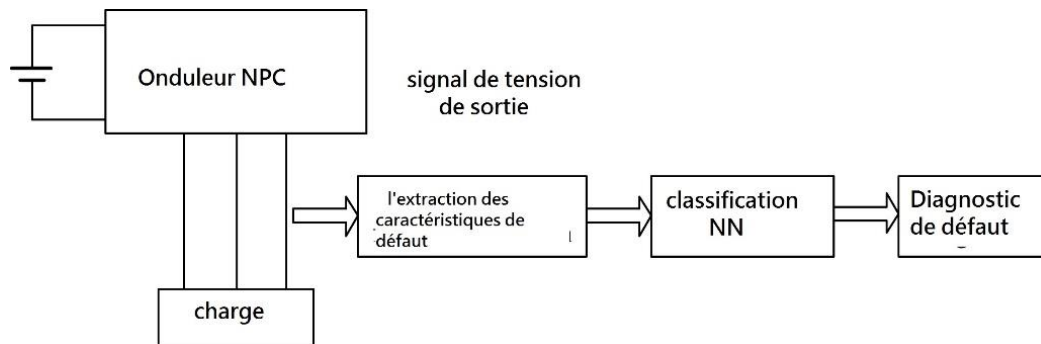 Onduleur NPC
signal de tension
de sortie
l'extraction des
caractéristiques de
défaut
classification
NN
Diagnostic
de défaut
charge